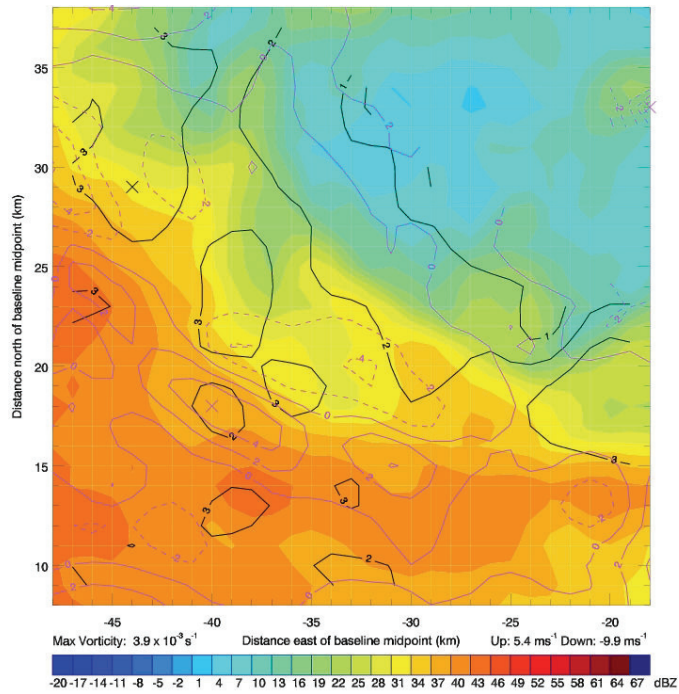 Distance north of baseline midpoint (km)
35
30
25
20
15
10
-45 -40 -35 -30 -25 -20
Max Vorticity: 3.9 x 10⁻³ s⁻¹ Distance east of baseline midpoint (km) Up: 5.4 ms⁻¹ Down: -9.9 ms⁻¹
-20 -17 -14 -11 -8 -5 -2 1 4 7 10 13 16 19 22 25 28 31 34 37 40 43 46 49 52 55 58 61 64 67 dBZ